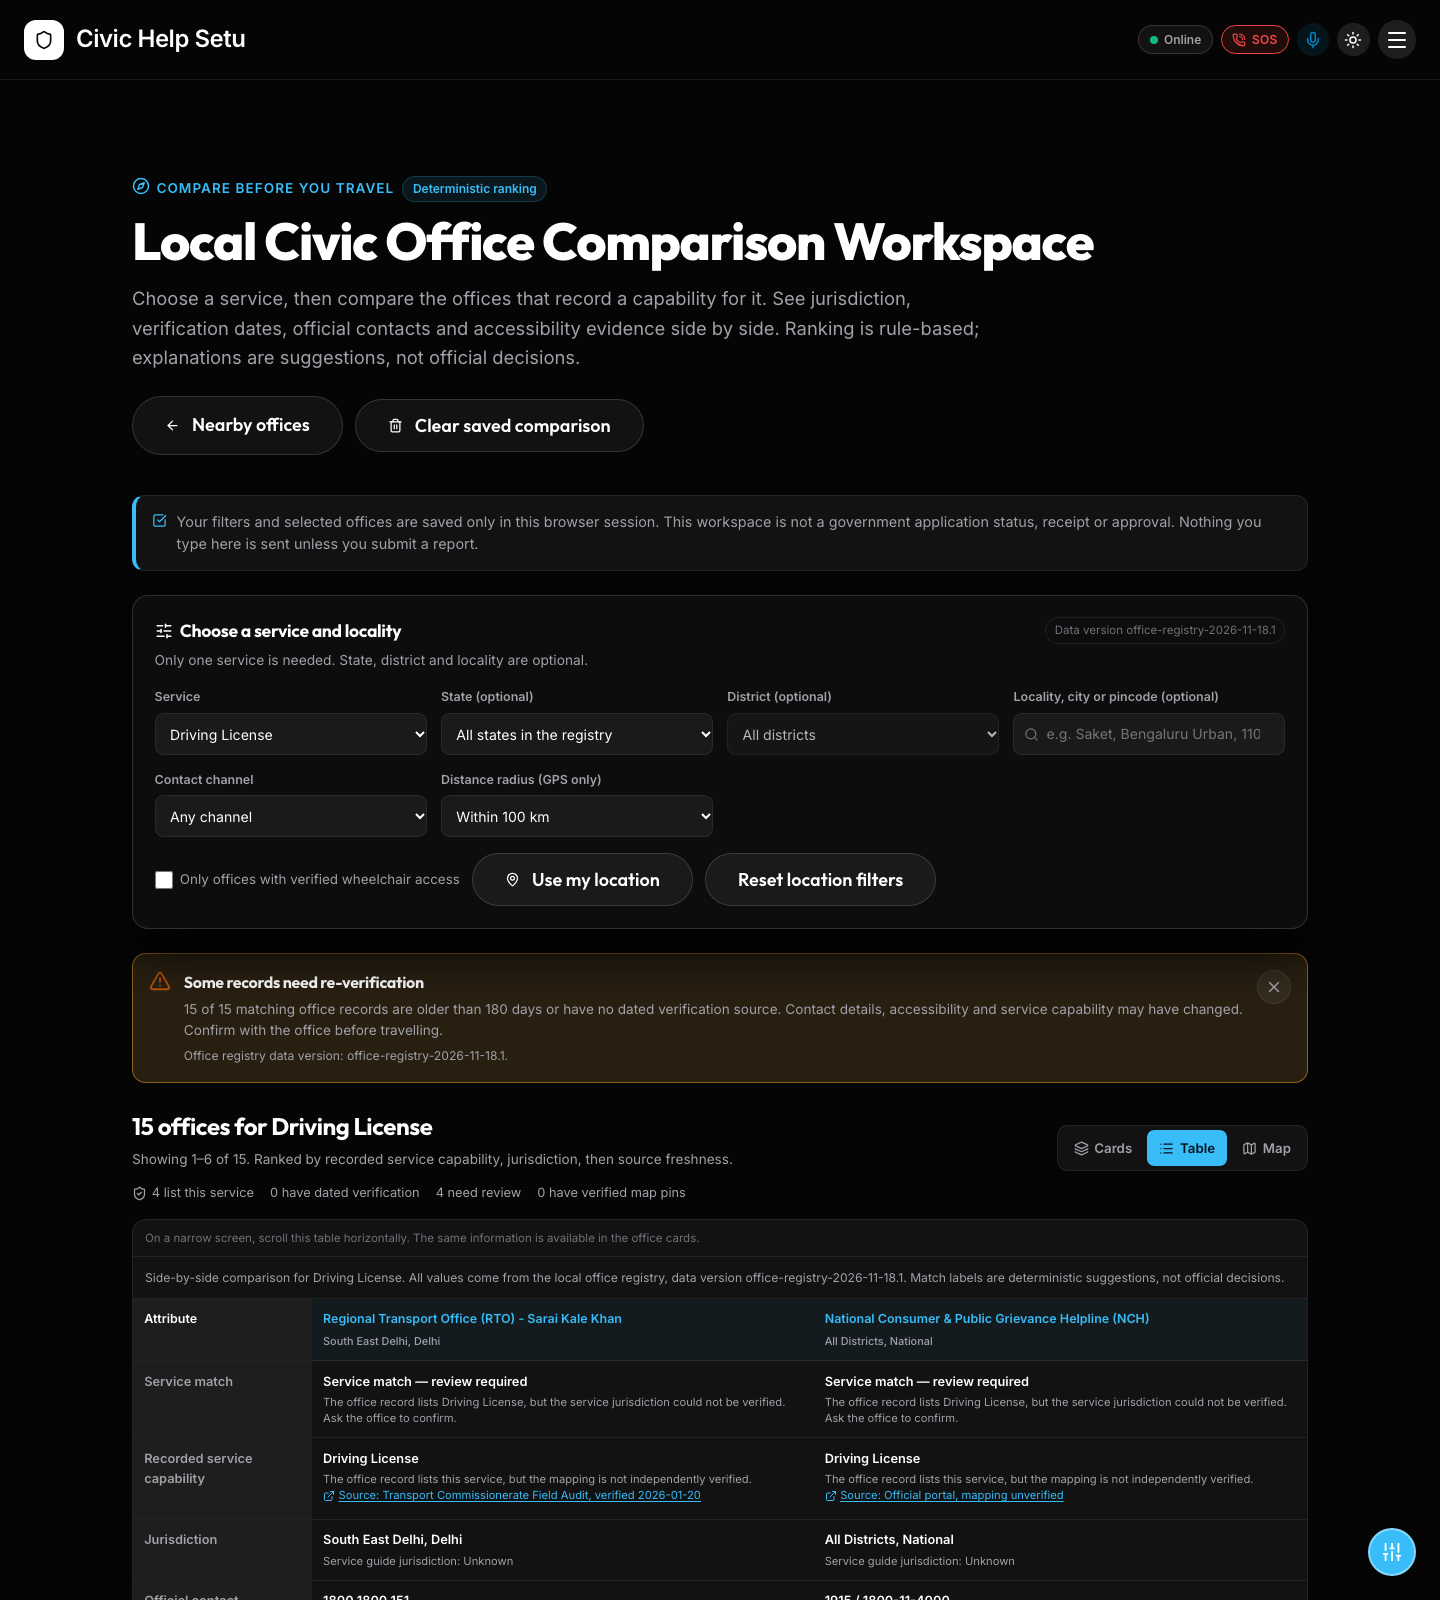 Civic Help Setu
Online
SOS
COMPARE BEFORE YOU TRAVEL
Deterministic ranking
Local Civic Office Comparison Workspace
Choose a service, then compare the offices that record a capability for it. See jurisdiction,
verification dates, official contacts and accessibility evidence side by side. Ranking is rule-based;
explanations are suggestions, not official decisions.
Nearby offices
Clear saved comparison
Your filters and selected offices are saved only in this browser session. This workspace is not a government application status, receipt or approval. Nothing you
type here is sent unless you submit a report.
Choose a service and locality
Data version office-registry-2026-11-18.1
Only one service is needed. State, district and locality are optional.
Service
State (optional)
District (optional)
Locality, city or pincode (optional)
Driving License
All states in the registry
All districts
e.g. Saket, Bengaluru Urban, 110
Contact channel
Distance radius (GPS only)
Any channel
Within 100 km
Only offices with verified wheelchair access
Use my location
Reset location filters
Some records need re-verification
15 of 15 matching office records are older than 180 days or have no dated verification source. Contact details, accessibility and service capability may have changed.
Confirm with the office before travelling.
Office registry data version: office-registry-2026-11-18.1.
15 offices for Driving License
Showing 1–6 of 15. Ranked by recorded service capability, jurisdiction, then source freshness.
Cards
Table
Map
4 list this service
0 have dated verification
4 need review
0 have verified map pins
On a narrow screen, scroll this table horizontally. The same information is available in the office cards.
Side-by-side comparison for Driving License. All values come from the local office registry, data version office-registry-2026-11-18.1. Match labels are deterministic suggestions, not official decisions.
Attribute
Regional Transport Office (RTO) - Sarai Kale Khan
South East Delhi, Delhi
National Consumer & Public Grievance Helpline (NCH)
All Districts, National
Service match
Service match — review required
The office record lists Driving License, but the service jurisdiction could not be verified.
Ask the office to confirm.
Service match — review required
The office record lists Driving License, but the service jurisdiction could not be verified.
Ask the office to confirm.
Recorded service
capability
Driving License
The office record lists this service, but the mapping is not independently verified.
Source: Transport Commissionerate Field Audit, verified 2026-01-20
Driving License
The office record lists this service, but the mapping is not independently verified.
Source: Official portal, mapping unverified
Jurisdiction
South East Delhi, Delhi
Service guide jurisdiction: Unknown
All Districts, National
Service guide jurisdiction: Unknown
Official contact
1800 1800 151
1915 / 1800-11-4000